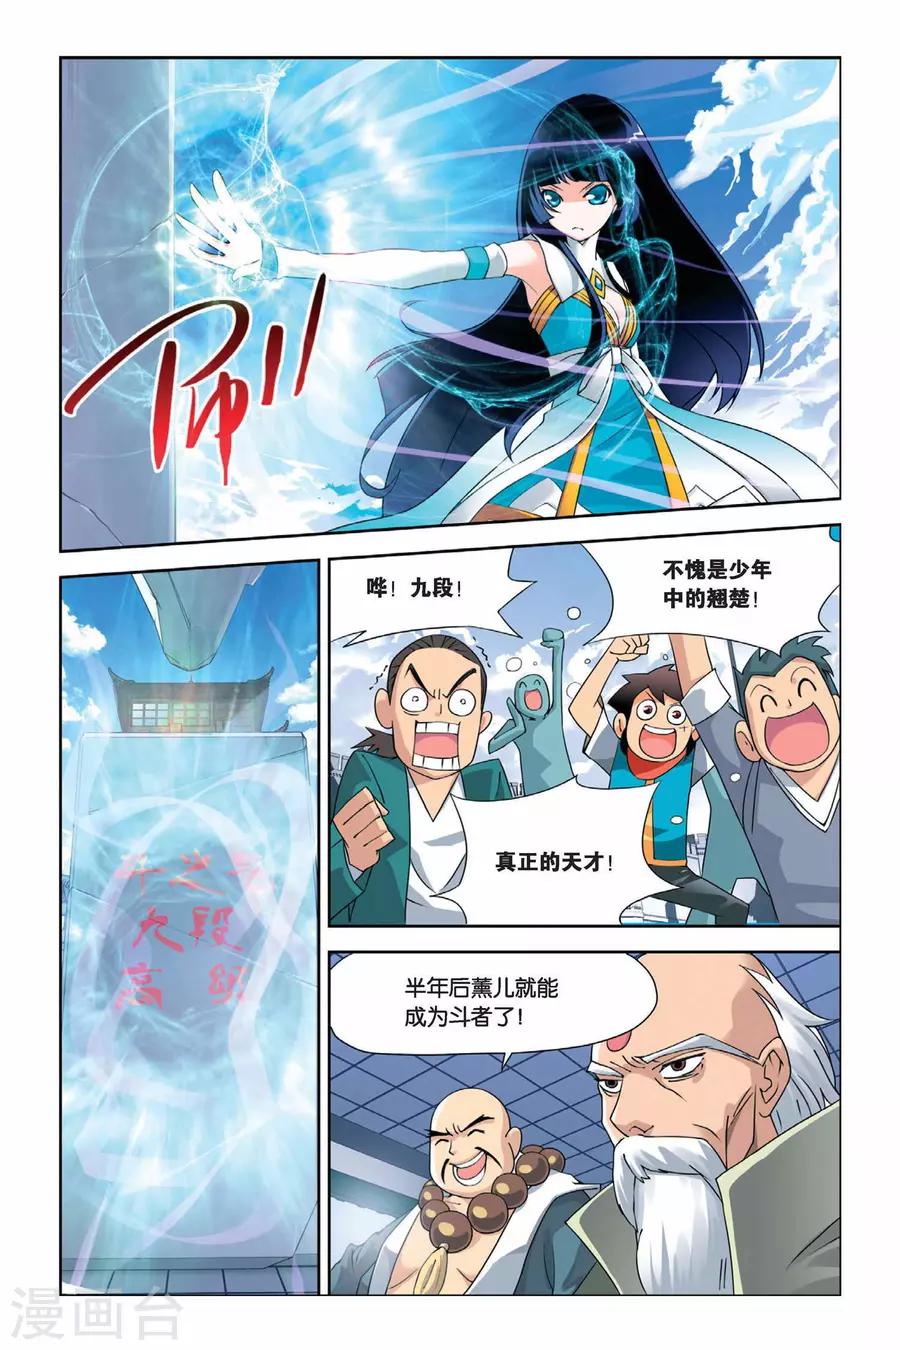 哗！九段！
不愧是少年
中的翘楚！
真正的天才！
九段
高级
半年后薰儿就能
成为斗者了！
漫画台